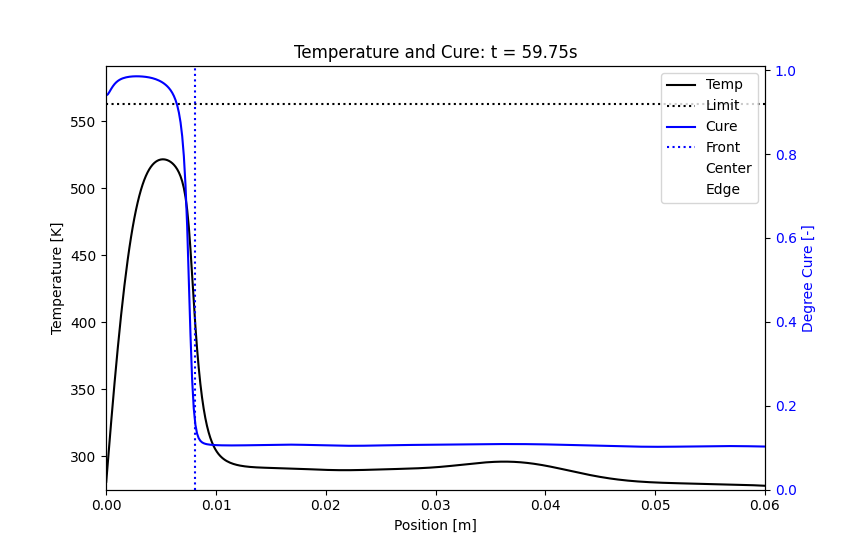 Temperature and Cure: t = 59.75s
Temp
Limit
Cure
Front
Center
Edge
550
500
450
400
350
300
Temperature [K]
1.0
0.8
0.6
0.4
0.2
0.0
Degree Cure [-]
0.00 0.01 0.02 0.03 0.04 0.05 0.06
Position [m]